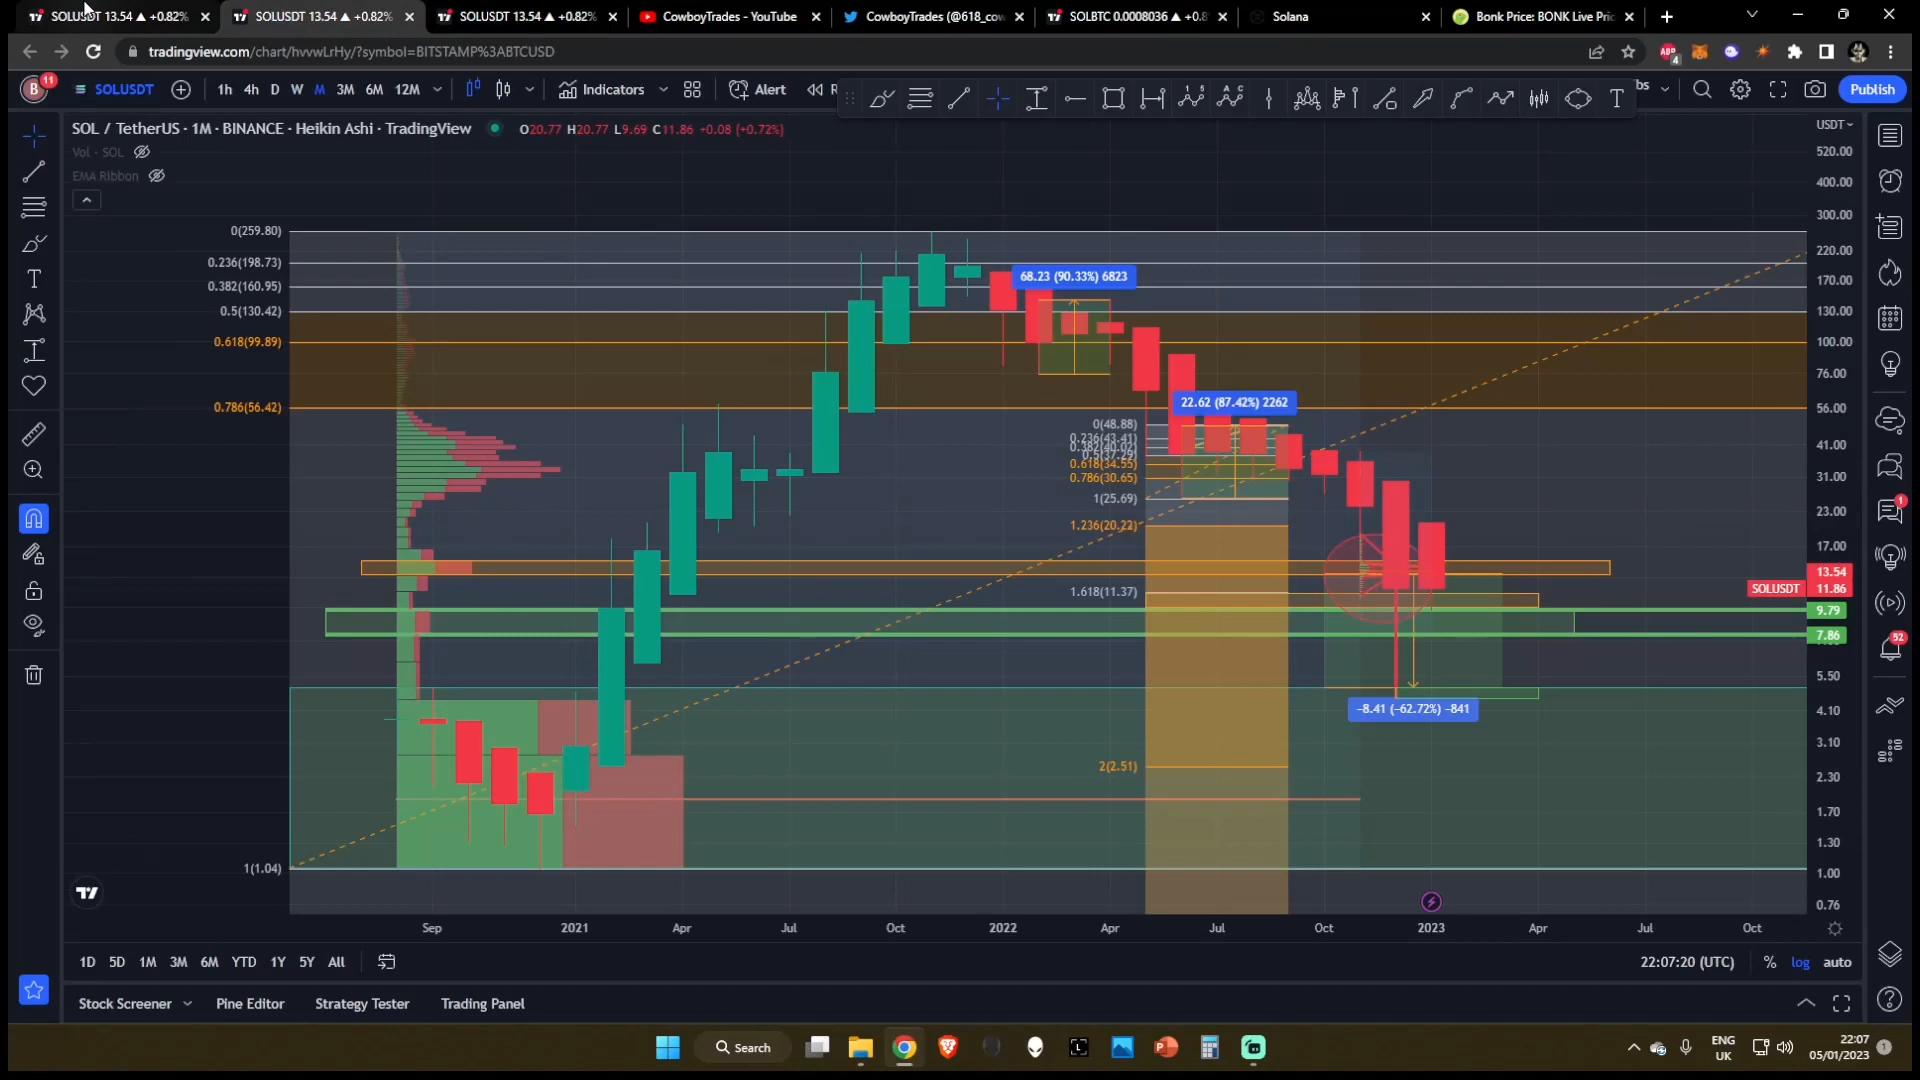 SOLUSDT 13.54 ▲ +0.82%
SOLUSDT 13.54 ▲ +0.82%
SOLUSDT 13.54 ▲ +0.82%
CowboyTrades - YouTube
CowboyTrades (@618_cow
SOLBTC 0.0008036 ▲ +0.8
Solana
Bonk Price: BONK Live Pric
tradingview.com/chart/hvvwLrHy/?symbol=BITSTAMP%3ABTCUSD
4
B 11
SOLUSDT
1h 4h D W M 3M 6M 12M
Indicators
Alert
R
bs
Publish
SOL / TetherUS · 1M · BINANCE · Heikin Ashi · TradingView
O20.77 H20.77 L9.69 C11.86 +0.08 (+0.72%)
Vol · SOL
EMA Ribbon
USDT
520.00
400.00
300.00
220.00
170.00
130.00
100.00
76.00
56.00
41.00
31.00
23.00
17.00
13.54
SOLUSDT 11.86
9.79
7.86
5.50
4.10
3.10
2.30
1.70
1.30
1.00
0.76
0(259.80)
0.236(198.73)
0.382(160.95)
0.5(130.42)
0.618(99.89)
0.786(56.42)
1(1.04)
68.23 (90.33%) 6823
22.62 (87.42%) 2262
0(48.88)
0.236(43.41)
0.382(40.02)
0.5(37.29)
0.618(34.55)
0.786(30.65)
1(25.69)
1.236(20.22)
1.618(11.37)
2(2.51)
−8.41 (−62.72%) −841
1
52
Sep 2021 Apr Jul Oct 2022 Apr Jul Oct 2023 Apr Jul Oct
1D 5D 1M 3M 6M YTD 1Y 5Y All
22:07:20 (UTC)
% log auto
Stock Screener
Pine Editor
Strategy Tester
Trading Panel
Search
ENG
UK
22:07
05/01/2023
1